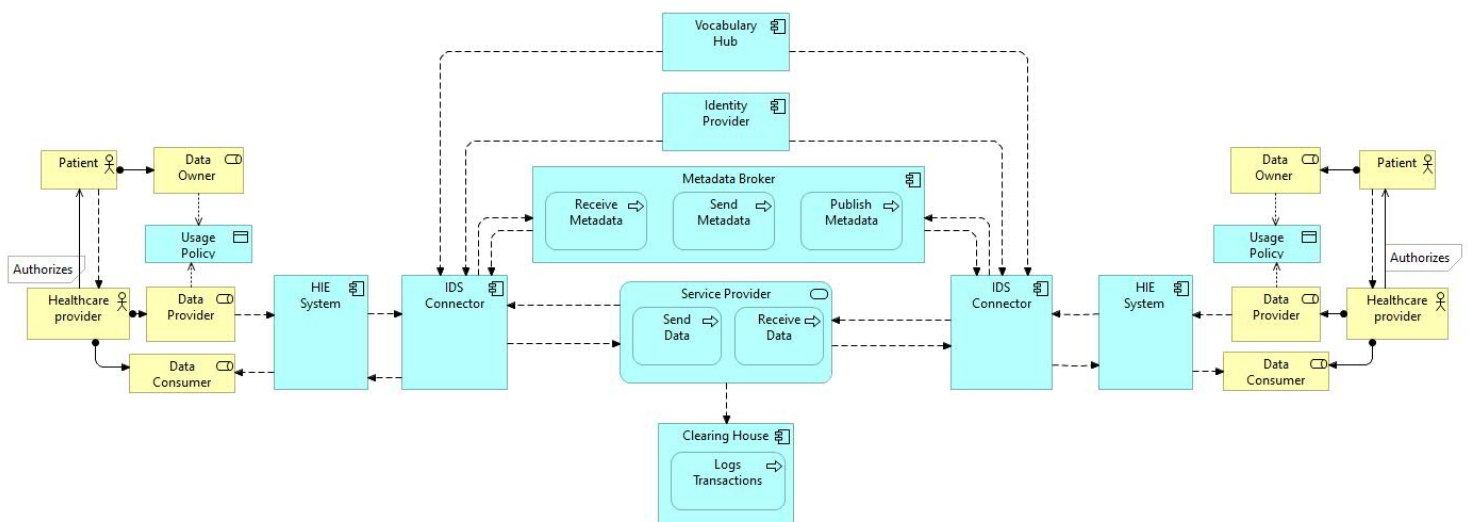 Vocabulary
Hub
Identity
Provider
Patient
Data
Owner
Metadata Broker
Receive
Metadata
Send
Metadata
Publish
Metadata
Data
Owner
Patient
Usage
Policy
Usage
Policy
Authorizes
Authorizes
Healthcare
provider
Data
Provider
HIE
System
IDS
Connector
Service Provider
Send
Data
Receive
Data
IDS
Connector
HIE
System
Data
Provider
Healthcare
provider
Data
Consumer
Data
Consumer
Clearing House
Logs
Transactions